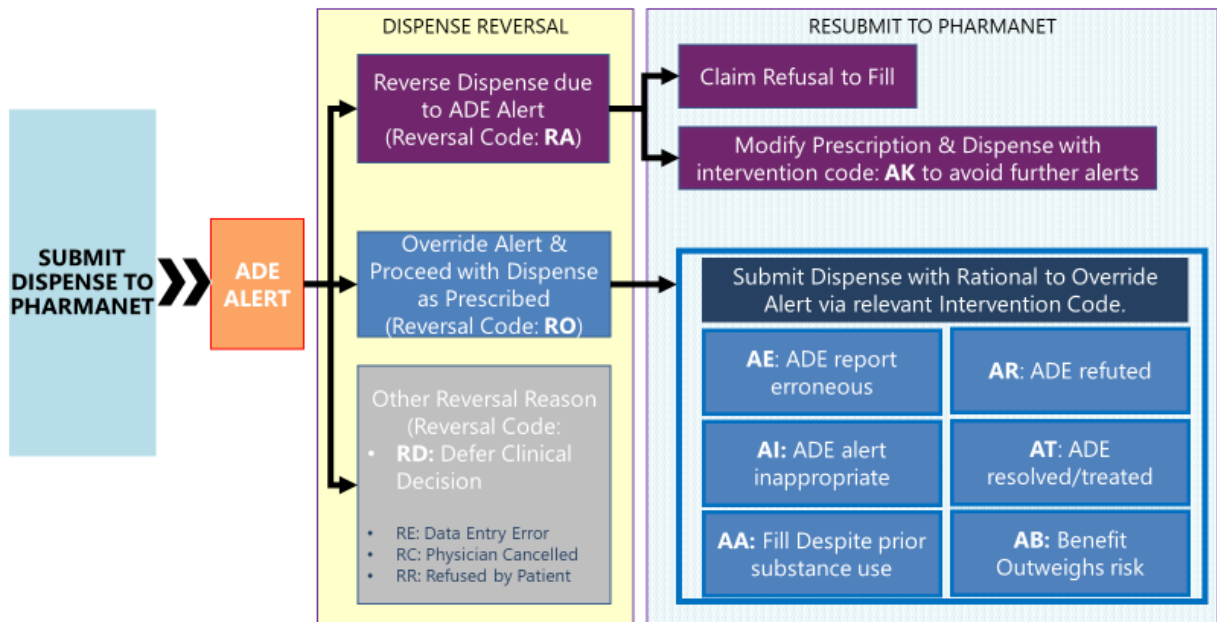 SUBMIT
DISPENSE TO
PHARMANET
ADE
ALERT
DISPENSE REVERSAL
Reverse Dispense due
to ADE Alert
(Reversal Code: RA)
Override Alert &
Proceed with Dispense
as Prescribed
(Reversal Code: RO)
Other Reversal Reason
(Reversal Code:
• RD: Defer Clinical
Decision
• RE: Data Entry Error
• RC: Physician Cancelled
• RR: Refused by Patient
RESUBMIT TO PHARMANET
Claim Refusal to Fill
Modify Prescription & Dispense with
intervention code: AK to avoid further alerts
Submit Dispense with Rational to Override
Alert via relevant Intervention Code.
AE: ADE report
erroneous
AR: ADE refuted
AI: ADE alert
inappropriate
AT: ADE
resolved/treated
AA: Fill Despite prior
substance use
AB: Benefit
Outweighs risk